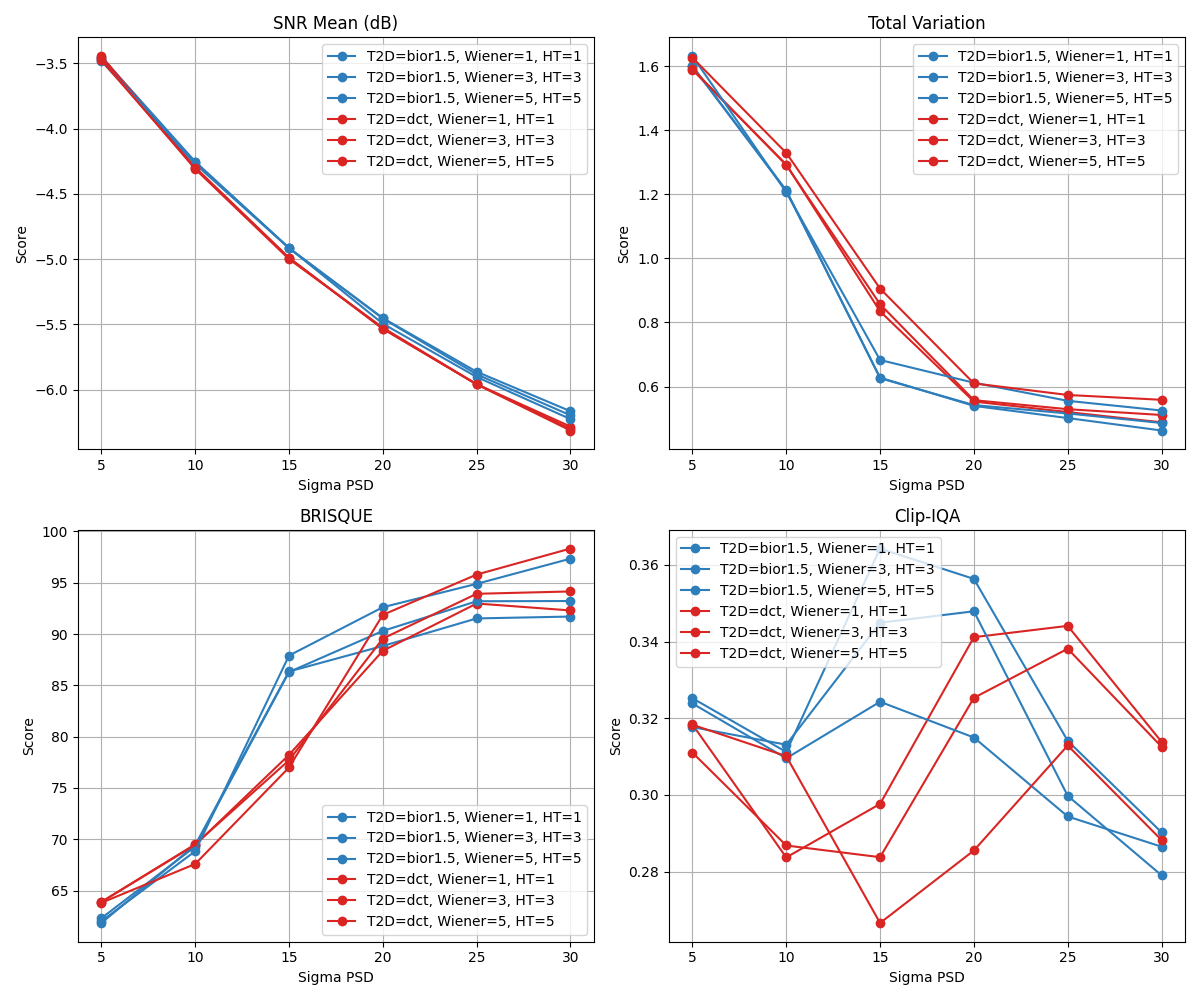 SNR Mean (dB)
−3.5
−4.0
−4.5
−5.0
−5.5
−6.0
Score
5 10 15 20 25 30
Sigma PSD
T2D=bior1.5, Wiener=1, HT=1
T2D=bior1.5, Wiener=3, HT=3
T2D=bior1.5, Wiener=5, HT=5
T2D=dct, Wiener=1, HT=1
T2D=dct, Wiener=3, HT=3
T2D=dct, Wiener=5, HT=5
Total Variation
1.6
1.4
1.2
1.0
0.8
0.6
Score
5 10 15 20 25 30
Sigma PSD
T2D=bior1.5, Wiener=1, HT=1
T2D=bior1.5, Wiener=3, HT=3
T2D=bior1.5, Wiener=5, HT=5
T2D=dct, Wiener=1, HT=1
T2D=dct, Wiener=3, HT=3
T2D=dct, Wiener=5, HT=5
BRISQUE
100
95
90
85
80
75
70
65
Score
5 10 15 20 25 30
Sigma PSD
T2D=bior1.5, Wiener=1, HT=1
T2D=bior1.5, Wiener=3, HT=3
T2D=bior1.5, Wiener=5, HT=5
T2D=dct, Wiener=1, HT=1
T2D=dct, Wiener=3, HT=3
T2D=dct, Wiener=5, HT=5
Clip-IQA
0.36
0.34
0.32
0.30
0.28
Score
5 10 15 20 25 30
Sigma PSD
T2D=bior1.5, Wiener=1, HT=1
T2D=bior1.5, Wiener=3, HT=3
T2D=bior1.5, Wiener=5, HT=5
T2D=dct, Wiener=1, HT=1
T2D=dct, Wiener=3, HT=3
T2D=dct, Wiener=5, HT=5